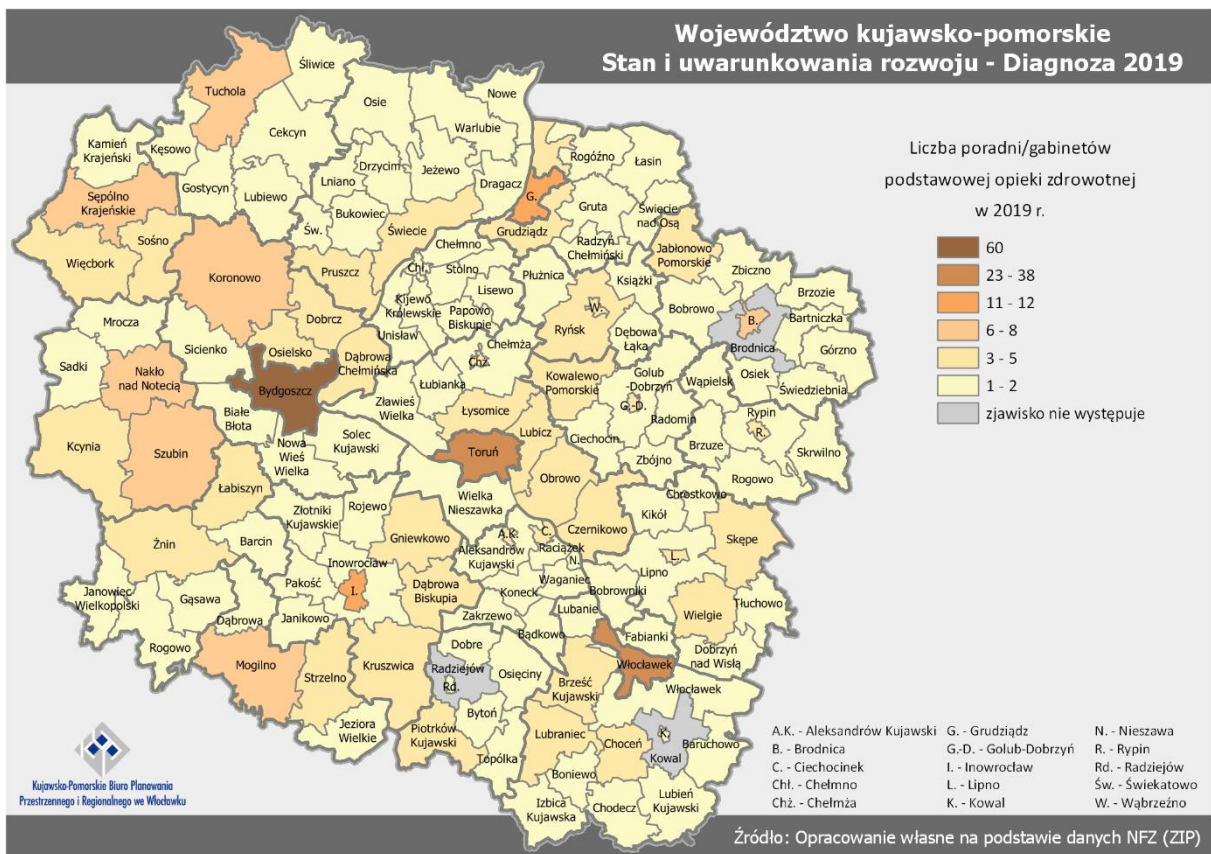 Województwo kujawsko-pomorskie
Stan i uwarunkowania rozwoju - Diagnoza 2019
Liczba poradni/gabinetów
podstawowej opieki zdrowotnej
w 2019 r.
60
23 - 38
11 - 12
6 - 8
3 - 5
1 - 2
zjawisko nie występuje
Śliwice
Tuchola
Nowe
Osie
Warlubie
Cekcyn
Kamień
Krajeński
Kęsowo
Rogóźno
Łasin
Drzycim
Jeżewo
Lniano
Dragacz
Gostycyn
Lubiewo
Sępólno
Krajeńskie
G.
Gruta
Świecie
nad Osą
Bukowiec
Św.
Świecie
Grudziądz
Sośno
Radzyń
Chełmiński
Jabłonowo
Pomorskie
Więcbork
Chełmno
Chł.
Stolno
Płużnica
Książki
Zbiczno
Koronowo
Pruszcz
Lisewo
Brzozie
Kijewo
Królewskie
Papowo
Biskupie
W.
Bobrowo
Bartniczka
Mrocza
Dobrcz
Unisław
Ryńsk
Dębowa
Łąka
B.
Brodnica
Górzno
Sicienko
Osielsko
Dąbrowa
Chełmińska
Chełmża
Chż.
Sadki
Nakło
nad Notecią
Łubianka
Kowalewo
Pomorskie
Golub
-Dobrzyń
Wąpielsk
Osiek
Świedziebnia
Bydgoszcz
Zławieś
Wielka
G.-D.
Radomin
Rypin
R.
Białe
Błota
Łysomice
Lubicz
Ciechocin
Brzuze
Skrwilno
Kcynia
Szubin
Nowa
Wieś
Wielka
Solec
Kujawski
Toruń
Zbójno
Rogowo
Łabiszyn
Obrowo
Wielka
Nieszawka
Chrostkowo
Złotniki
Kujawskie
Rojewo
Kikół
Czernikowo
Żnin
Barcin
Gniewkowo
A.K.
C.
Skępe
Aleksandrów
Kujawski
Raciążek
N.
L.
Inowrocław
Lipno
Pakość
I.
Waganiec
Janowiec
Wielkopolski
Gąsawa
Dąbrowa
Biskupia
Koneck
Bobrowniki
Tłuchowo
Janikowo
Lubanie
Wielgie
Dąbrowa
Zakrzewo
Rogowo
Bądkowo
Fabianki
Dobre
Dobrzyń
nad Wisłą
Mogilno
Kruszwica
Radziejów
Osięciny
Włocławek
Strzelno
Rd.
Brześć
Kujawski
Włocławek
Bytoń
Jeziora
Wielkie
Piotrków
Kujawski
Lubraniec
Choceń
K.
Kowal
Baruchowo
Topólka
Boniewo
Izbica
Kujawska
Chodecz
Lubień
Kujawski
A.K. - Aleksandrów Kujawski
B. - Brodnica
C. - Ciechocinek
Chł. - Chełmno
Chż. - Chełmża
G. - Grudziądz
G.-D. - Golub-Dobrzyń
I. - Inowrocław
L. - Lipno
K. - Kowal
N. - Nieszawa
R. - Rypin
Rd. - Radziejów
Św. - Świekatowo
W. - Wąbrzeźno
Kujawsko-Pomorskie Biuro Planowania
Przestrzennego i Regionalnego we Włocławku
Źródło: Opracowanie własne na podstawie danych NFZ (ZIP)